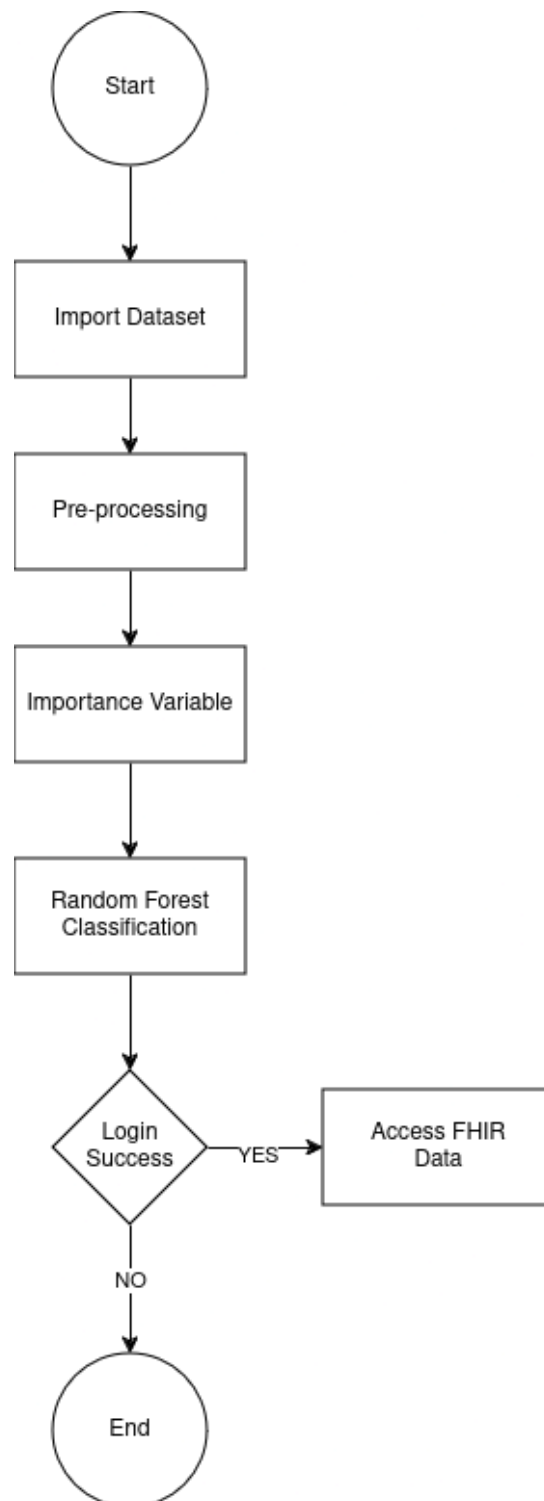 Start
Import Dataset
Pre-processing
Importance Variable
Random Forest
Classification
Login
Success
YES
Access FHIR
Data
NO
End